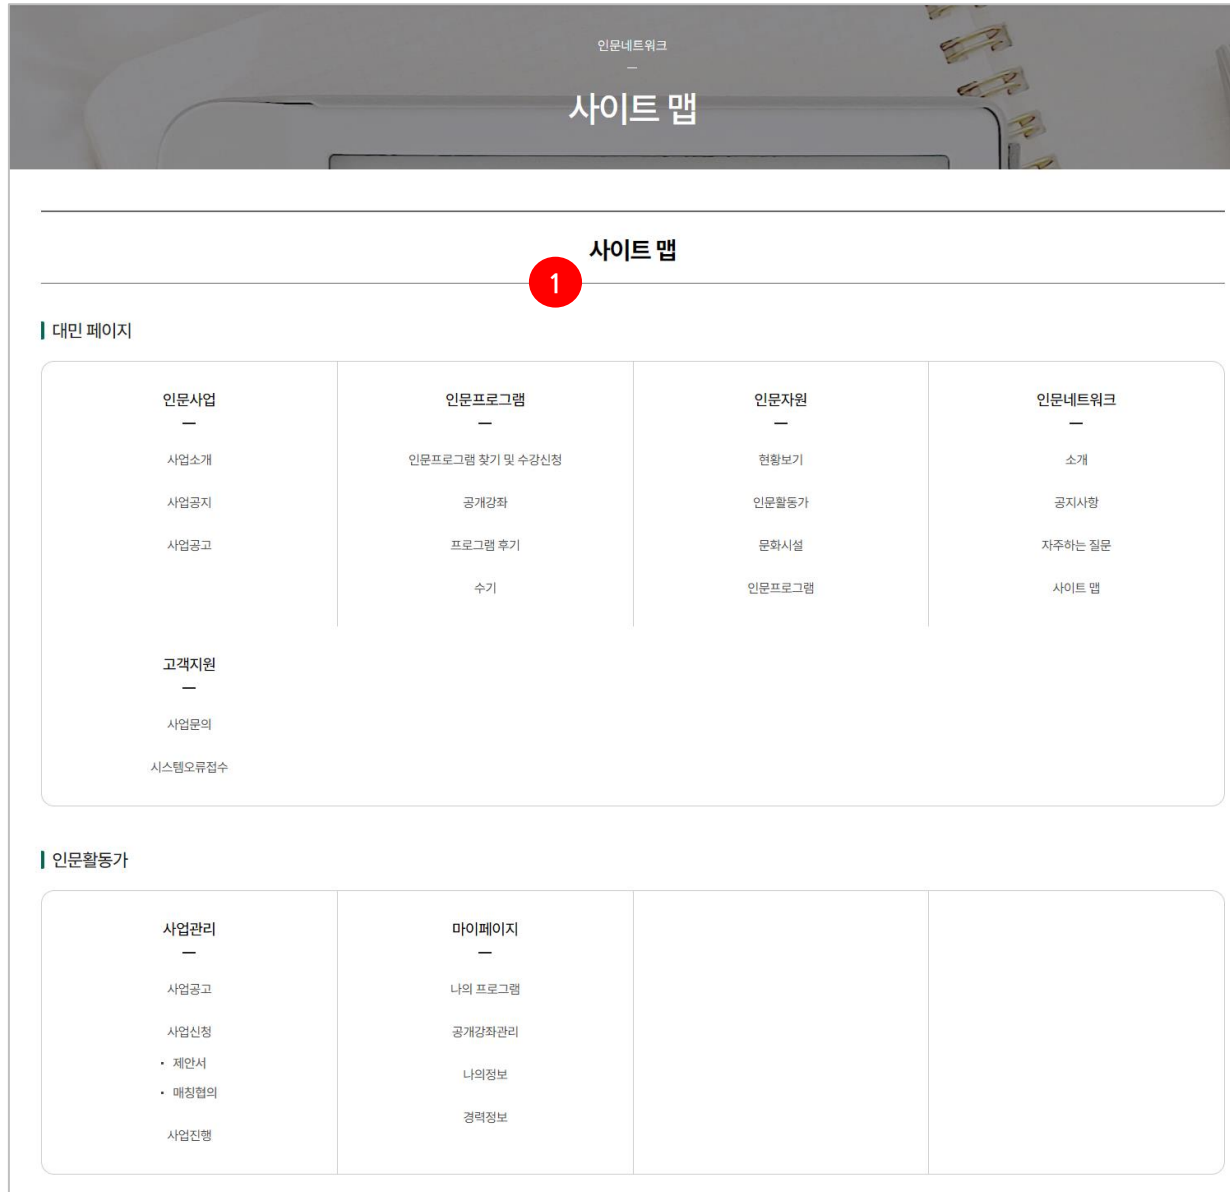 인문네트워크
사이트 맵
사이트 맵
1
대민 페이지
인문사업
사업소개
사업공지
사업공고
인문프로그램
인문프로그램 찾기 및 수강신청
공개강좌
프로그램 후기
수기
인문자원
현황보기
인문활동가
문화시설
인문프로그램
인문네트워크
소개
공지사항
자주하는 질문
사이트 맵
고객지원
사업문의
시스템오류접수
인문활동가
사업관리
사업공고
사업신청
• 제안서
• 매칭협의
사업진행
마이페이지
나의 프로그램
공개강좌관리
나의정보
경력정보